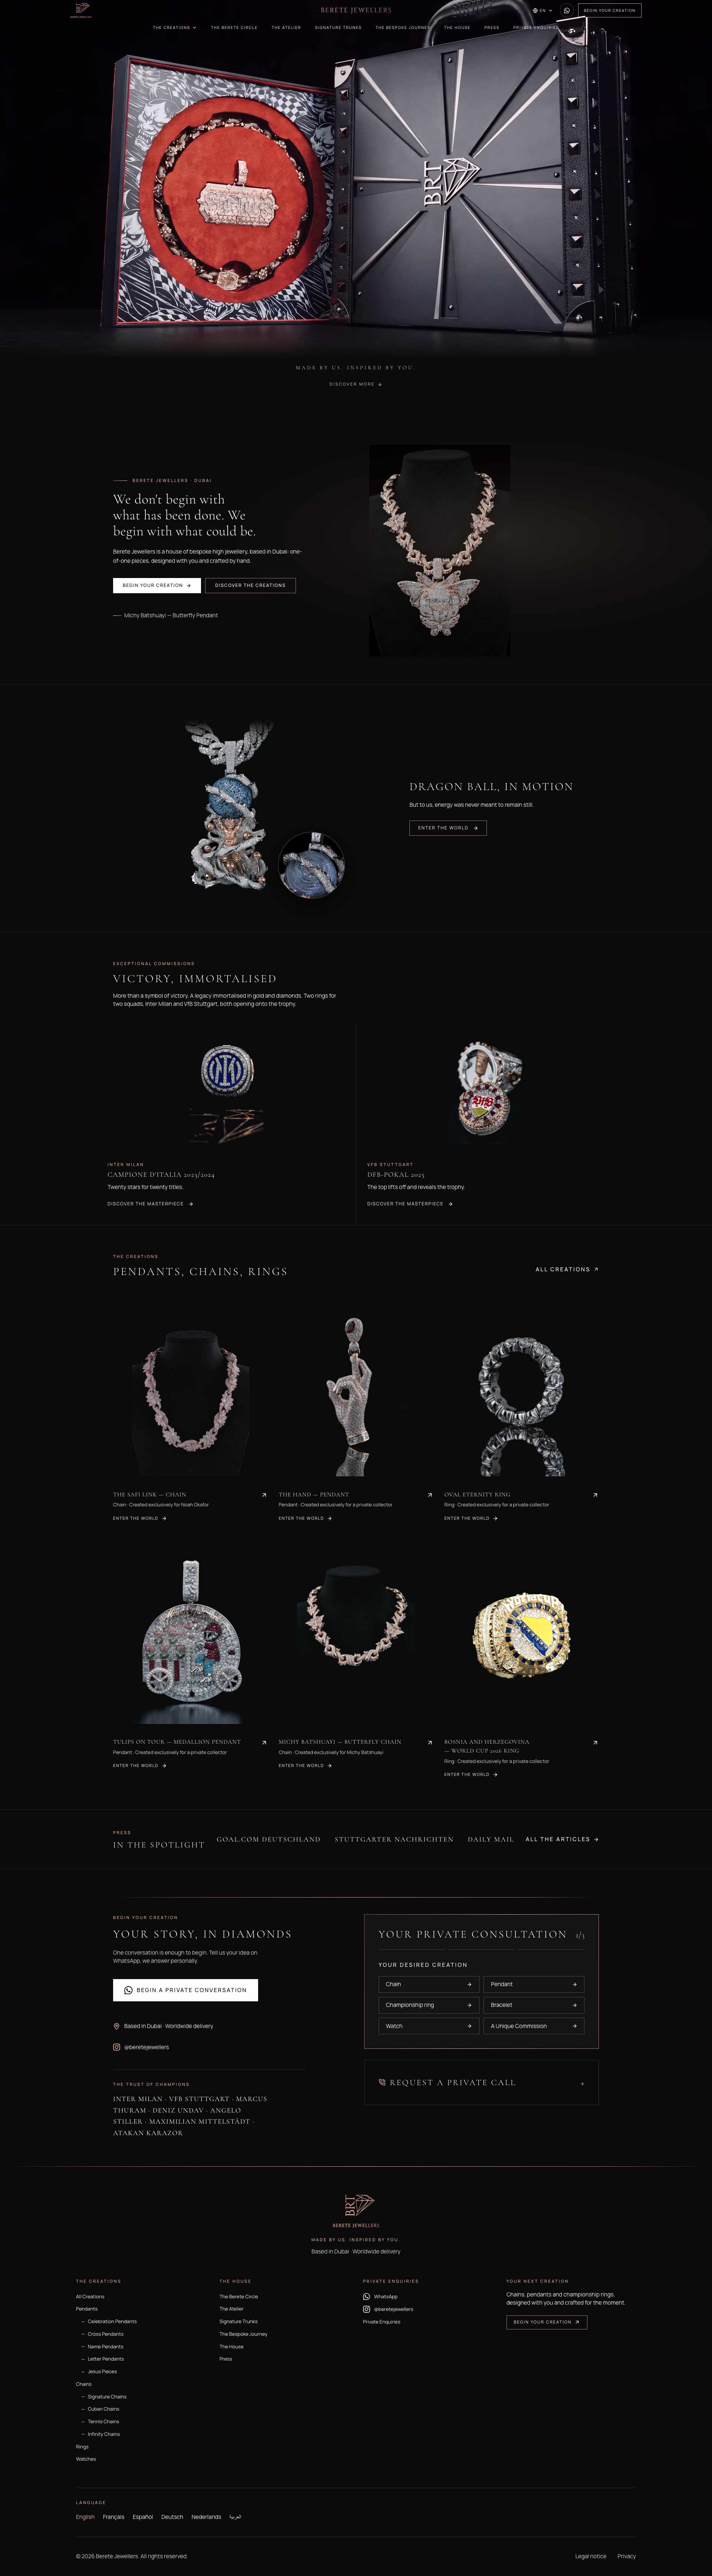 BERETE JEWELLERS
EN
BEGIN YOUR CREATION
THE CREATIONS
THE BERETE CIRCLE
THE ATELIER
SIGNATURE TRUNKS
THE BESPOKE JOURNEY
THE HOUSE
PRESS
PRIVATE ENQUIRIES
BRT
MADE BY US. INSPIRED BY YOU.
DISCOVER MORE
BERETE JEWELLERS · DUBAI
We don't begin with
what has been done. We
begin with what could be.
Berete Jewellers is a house of bespoke high jewellery, based in Dubai: one-
of-one pieces, designed with you and crafted by hand.
BEGIN YOUR CREATION →
DISCOVER THE CREATIONS
Michy Batshuayi — Butterfly Pendant
DRAGON BALL, IN MOTION
But to us, energy was never meant to remain still.
ENTER THE WORLD →
EXCEPTIONAL COMMISSIONS
VICTORY, IMMORTALISED
More than a symbol of victory. A legacy immortalised in gold and diamonds. Two rings for
two squads, Inter Milan and VfB Stuttgart, both opening onto the trophy.
INTER MILAN
CAMPIONE D'ITALIA 2023/2024
Twenty stars for twenty titles.
DISCOVER THE MASTERPIECE →
VFB STUTTGART
DFB-POKAL 2025
The top lifts off and reveals the trophy.
DISCOVER THE MASTERPIECE →
THE CREATIONS
PENDANTS, CHAINS, RINGS
ALL CREATIONS ↗
THE SAFI LINK — CHAIN
Chain · Created exclusively for Noah Okafor
ENTER THE WORLD →
THE HAND — PENDANT
Pendant · Created exclusively for a private collector
ENTER THE WORLD →
OVAL ETERNITY RING
Ring · Created exclusively for a private collector
ENTER THE WORLD →
TULIPS ON TOUR — MEDALLION PENDANT
Pendant · Created exclusively for a private collector
ENTER THE WORLD →
MICHY BATSHUAYI — BUTTERFLY CHAIN
Chain · Created exclusively for Michy Batshuayi
ENTER THE WORLD →
BOSNIA AND HERZEGOVINA
— WORLD CUP 2026 RING
Ring · Created exclusively for a private collector
ENTER THE WORLD →
PRESS
IN THE SPOTLIGHT
GOAL.COM DEUTSCHLAND
STUTTGARTER NACHRICHTEN
DAILY MAIL
ALL THE ARTICLES →
BEGIN YOUR CREATION
YOUR STORY, IN DIAMONDS
One conversation is enough to begin. Tell us your idea on
WhatsApp, we answer personally.
BEGIN A PRIVATE CONVERSATION
Based in Dubai · Worldwide delivery
@beretejewellers
THE TRUST OF CHAMPIONS
INTER MILAN · VFB STUTTGART · MARCUS
THURAM · DENIZ UNDAV · ANGELO
STILLER · MAXIMILIAN MITTELSTÄDT ·
ATAKAN KARAZOR
YOUR PRIVATE CONSULTATION
1/3
YOUR DESIRED CREATION
Chain →
Pendant →
Championship ring →
Bracelet →
Watch →
A Unique Commission →
REQUEST A PRIVATE CALL +
BRT
BERETE JEWELLERS
MADE BY US. INSPIRED BY YOU.
Based in Dubai · Worldwide delivery
THE CREATIONS
All Creations
Pendants
— Celebration Pendants
— Cross Pendants
— Name Pendants
— Letter Pendants
— Jesus Pieces
Chains
— Signature Chains
— Cuban Chains
— Tennis Chains
— Infinity Chains
Rings
Watches
THE HOUSE
The Berete Circle
The Atelier
Signature Trunks
The Bespoke Journey
The House
Press
PRIVATE ENQUIRIES
WhatsApp
@beretejewellers
Private Enquiries
YOUR NEXT CREATION
Chains, pendants and championship rings,
designed with you and crafted for the moment.
BEGIN YOUR CREATION ↗
LANGUAGE
English
Français
Español
Deutsch
Nederlands
العربية
© 2026 Berete Jewellers. All rights reserved.
Legal notice
Privacy